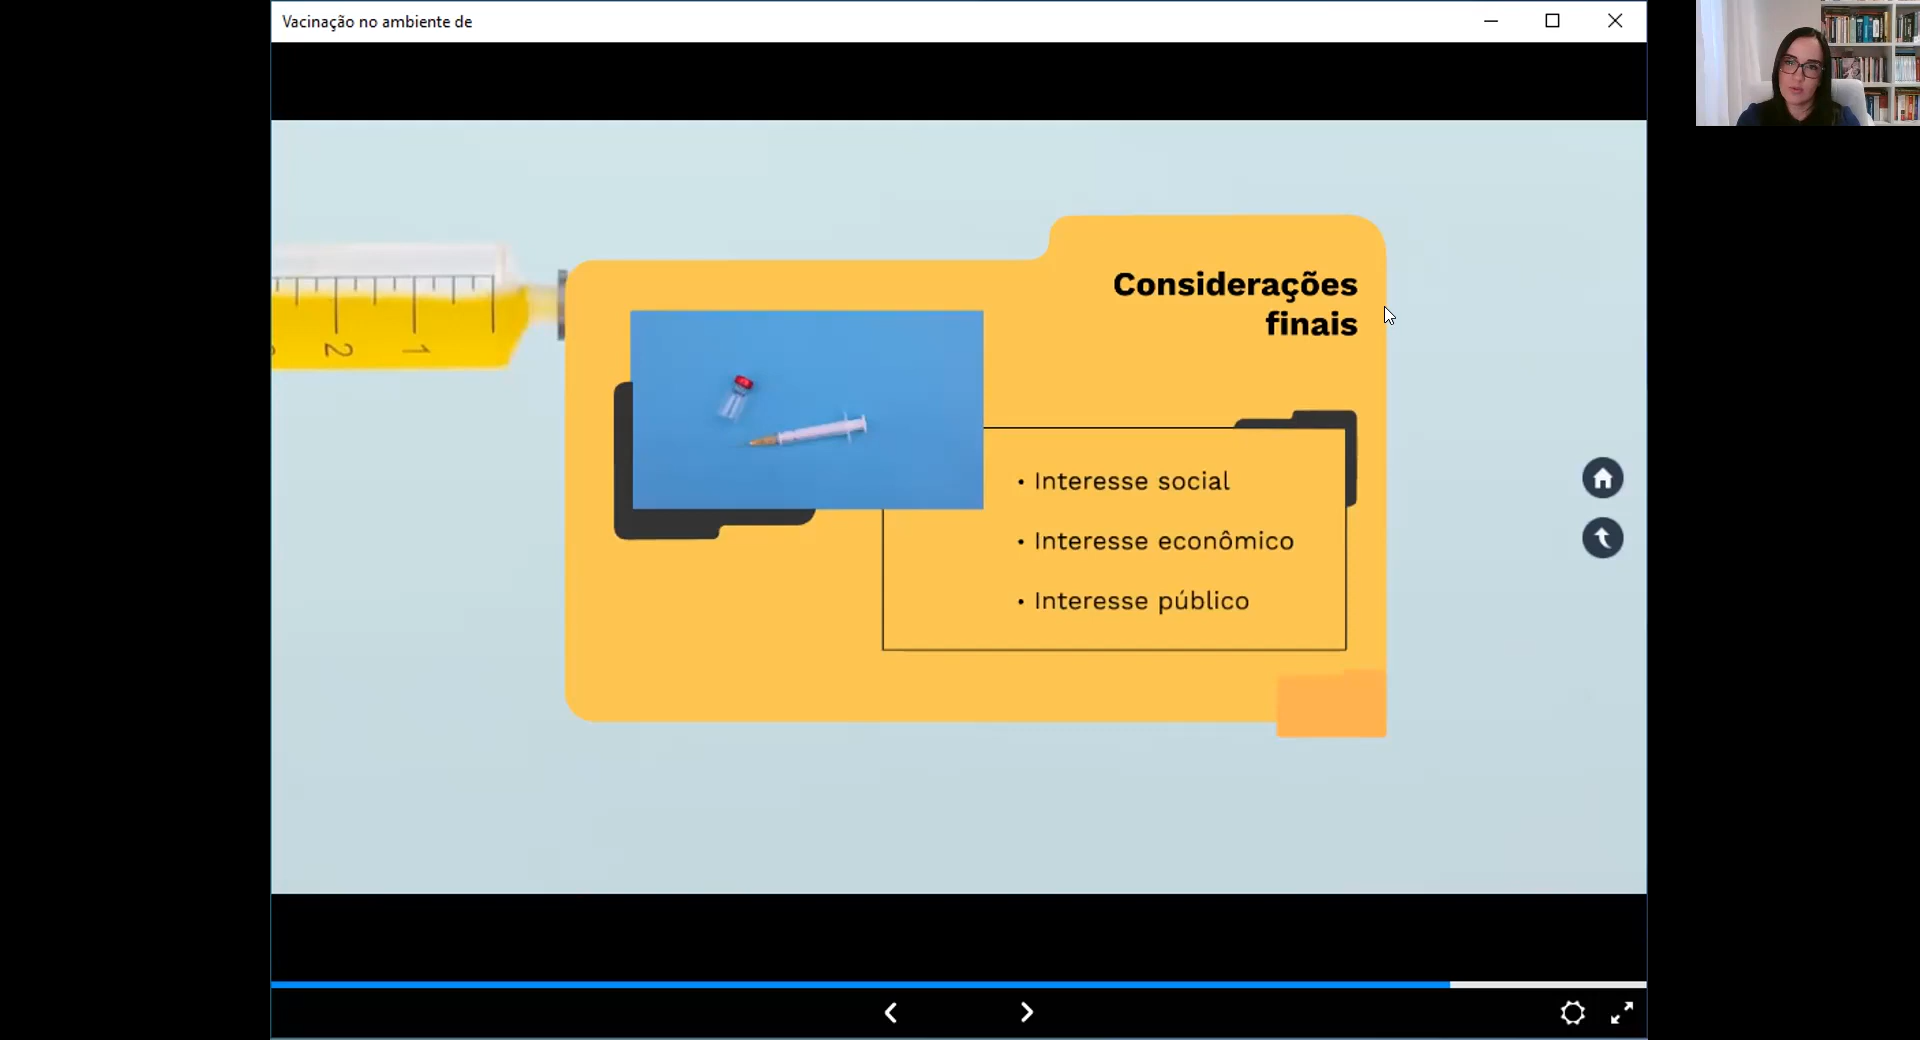 Vacinação no ambiente de
Considerações
finais
2 1
• Interesse social
• Interesse econômico
• Interesse público